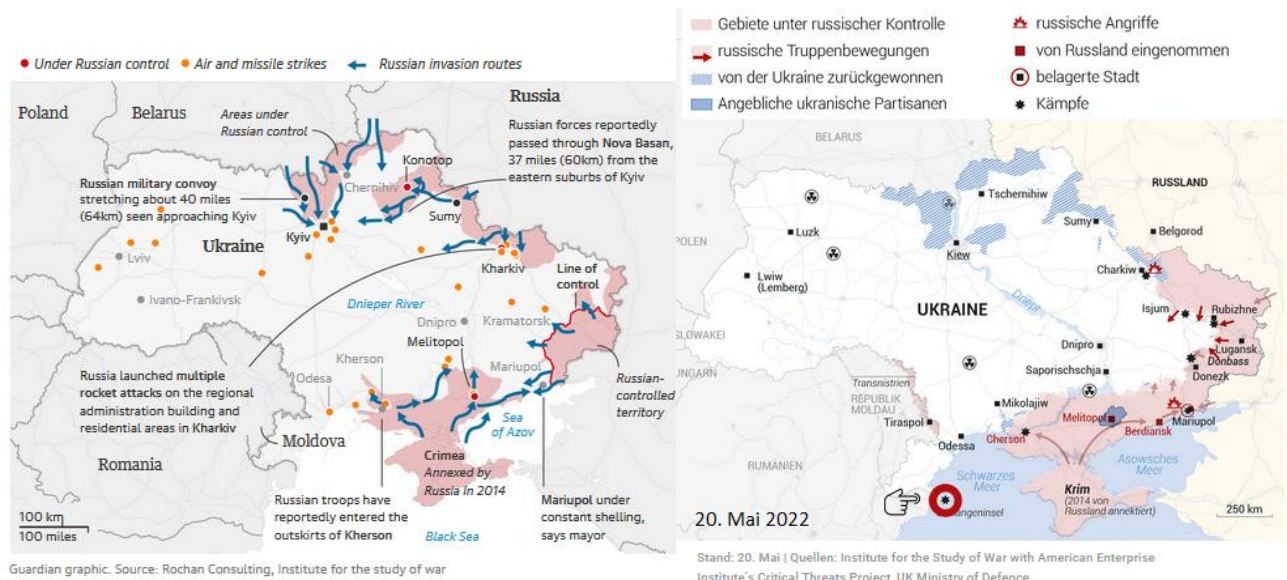 Under Russian control
Air and missile strikes
Russian invasion routes
Poland
Belarus
Areas under
Russian control
Russia
Russian forces reportedly
passed through Nova Basan,
37 miles (60km) from the
eastern suburbs of Kyiv
Konotop
Chernihiv
Russian military convoy
stretching about 40 miles
(64km) seen approaching Kyiv
Sumy
Ukraine
Kyiv
Lviv
Kharkiv
Line of
control
Ivano-Frankivsk
Dnieper River
Dnipro
Kramatorsk
Melitopol
Kherson
Mariupol
Russia launched multiple
rocket attacks on the regional
administration building and
residential areas in Kharkiv
Odesa
Russian-
controlled
territory
Sea
of Azov
Moldova
Romania
Crimea
Annexed by
Russia in 2014
Russian troops have
reportedly entered the
outskirts of Kherson
Mariupol under
constant shelling,
says mayor
Black Sea
100 km
100 miles
Guardian graphic. Source: Rochan Consulting, Institute for the study of war
Gebiete unter russischer Kontrolle
russische Truppenbewegungen
von der Ukraine zurückgewonnen
Angebliche ukranische Partisanen
russische Angriffe
von Russland eingenommen
belagerte Stadt
Kämpfe
BELARUS
RUSSLAND
Tschernihiw
Sumy
Belgorod
POLEN
Luzk
Kiew
Charkiw
Lwiw
(Lemberg)
UKRAINE
Dnjepr
Isjum
Rubizhne
SLOWAKEI
Lugansk
Donbass
Dnipro
Donezk
UNGARN
Saporischschja
Transnistrien
REPUBLIK
MOLDAU
Mikolajiw
Melitopol
Mariupol
Tiraspol
Cherson
Berdiansk
Odessa
Asowsches
Meer
RUMÄNIEN
Schwarzes
Meer
Krim
(2014 von
Russland annektiert)
angeninsel
20. Mai 2022
250 km
Stand: 20. Mai | Quellen: Institute for the Study of War with American Enterprise
Institute's Critical Threats Project, UK Ministry of Defence